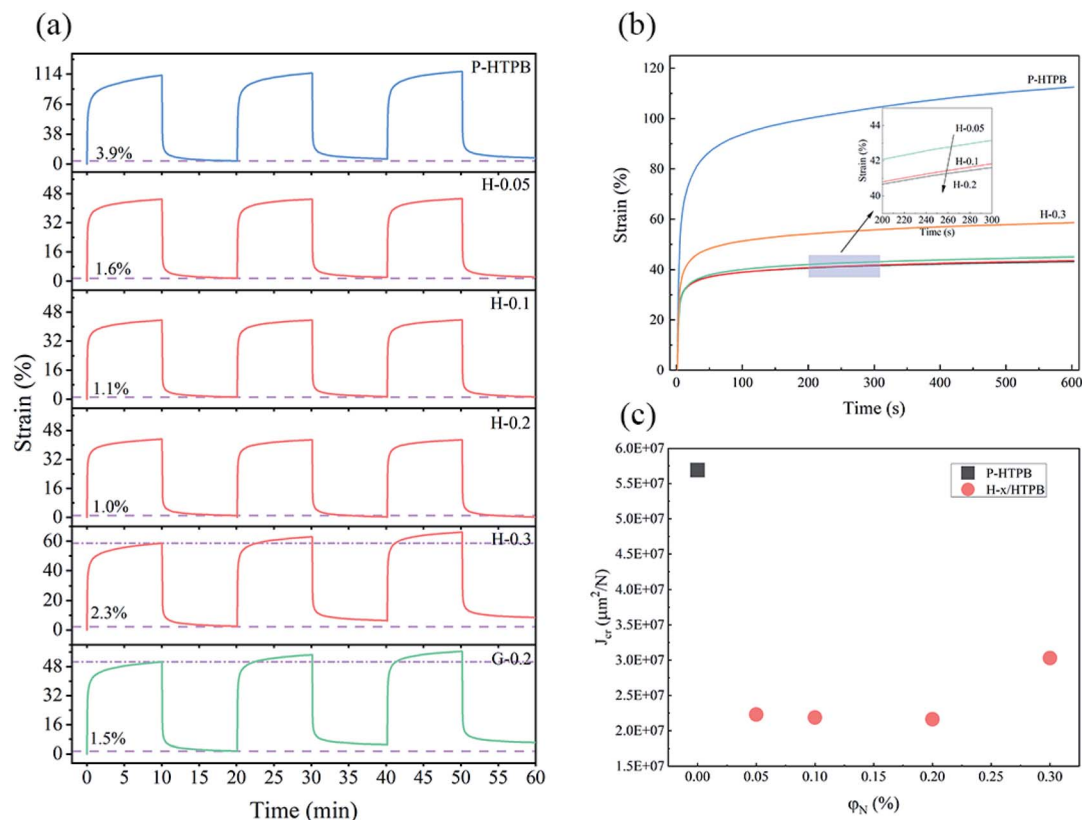 (a)
Strain (%)
P-HTPB
114
76
38
0
3.9%
H-0.05
48
32
16
0
1.6%
H-0.1
48
32
16
0
1.1%
H-0.2
48
32
16
0
1.0%
H-0.3
60
40
20
0
2.3%
G-0.2
48
32
16
0
1.5%
0 5 10 15 20 25 30 35 40 45 50 55 60
Time (min)
(b)
Strain (%)
120
100
80
60
40
20
0
P-HTPB
H-0.3
Strain (%)
44
42
40
H-0.05
H-0.1
H-0.2
200 220 240 260 280 300
Time (s)
0 100 200 300 400 500 600
Time (s)
(c)
J_cr (μm²/N)
6.0E+07
5.5E+07
5.0E+07
4.5E+07
4.0E+07
3.5E+07
3.0E+07
2.5E+07
2.0E+07
1.5E+07
P-HTPB
H-x/HTPB
0.00 0.05 0.10 0.15 0.20 0.25 0.30
φ_N (%)